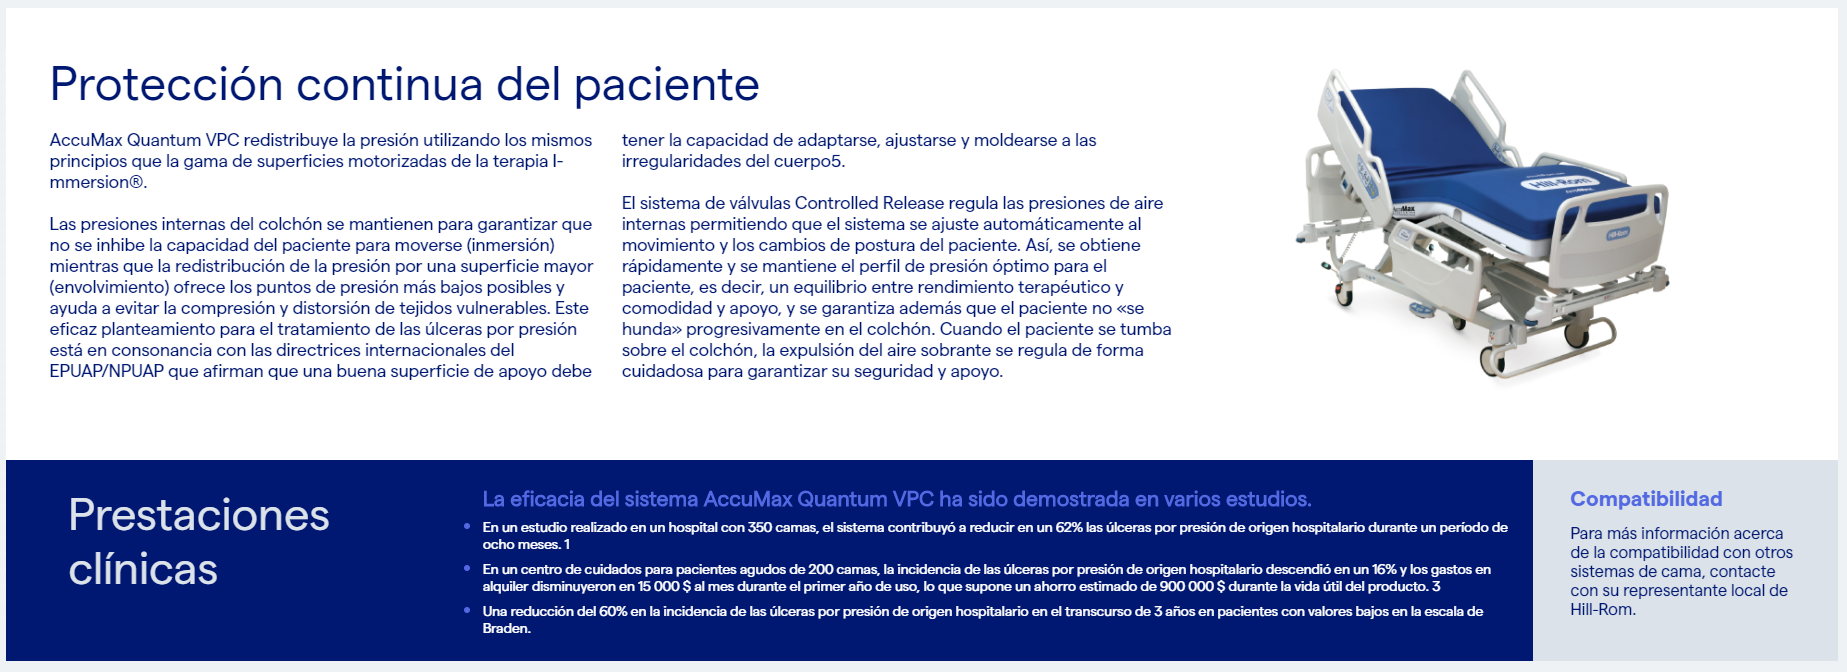 Protección continua del paciente
AccuMax Quantum VPC redistribuye la presión utilizando los mismos
principios que la gama de superficies motorizadas de la terapia I-
mmersion®.
Las presiones internas del colchón se mantienen para garantizar que
no se inhibe la capacidad del paciente para moverse (inmersión)
mientras que la redistribución de la presión por una superficie mayor
(envolvimiento) ofrece los puntos de presión más bajos posibles y
ayuda a evitar la compresión y distorsión de tejidos vulnerables. Este
eficaz planteamiento para el tratamiento de las úlceras por presión
está en consonancia con las directrices internacionales del
EPUAP/NPUAP que afirman que una buena superficie de apoyo debe
tener la capacidad de adaptarse, ajustarse y moldearse a las
irregularidades del cuerpo5.
El sistema de válvulas Controlled Release regula las presiones de aire
internas permitiendo que el sistema se ajuste automáticamente al
movimiento y los cambios de postura del paciente. Así, se obtiene
rápidamente y se mantiene el perfil de presión óptimo para el
paciente, es decir, un equilibrio entre rendimiento terapéutico y
comodidad y apoyo, y se garantiza además que el paciente no «se
hunda» progresivamente en el colchón. Cuando el paciente se tumba
sobre el colchón, la expulsión del aire sobrante se regula de forma
cuidadosa para garantizar su seguridad y apoyo.
Hill-Rom
Prestaciones
clínicas
La eficacia del sistema AccuMax Quantum VPC ha sido demostrada en varios estudios.
En un estudio realizado en un hospital con 350 camas, el sistema contribuyó a reducir en un 62% las úlceras por presión de origen hospitalario durante un período de
ocho meses. 1
En un centro de cuidados para pacientes agudos de 200 camas, la incidencia de las úlceras por presión de origen hospitalario descendió en un 16% y los gastos en
alquiler disminuyeron en 15 000 $ al mes durante el primer año de uso, lo que supone un ahorro estimado de 900 000 $ durante la vida útil del producto. 3
Una reducción del 60% en la incidencia de las úlceras por presión de origen hospitalario en el transcurso de 3 años en pacientes con valores bajos en la escala de
Braden.
Compatibilidad
Para más información acerca
de la compatibilidad con otros
sistemas de cama, contacte
con su representante local de
Hill-Rom.